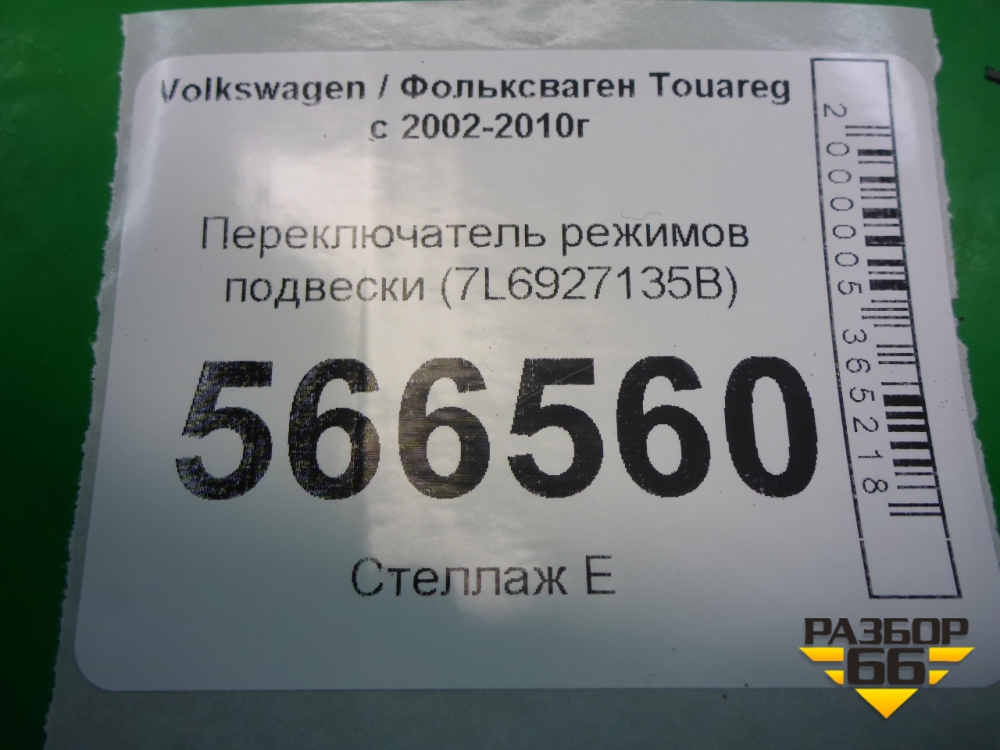 Volkswagen / Фольксваген Touareg
с 2002-2010г
Переключатель режимов
подвески (7L6927135B)
566560
Стеллаж Е
2000005365218
РАЗБОР
66